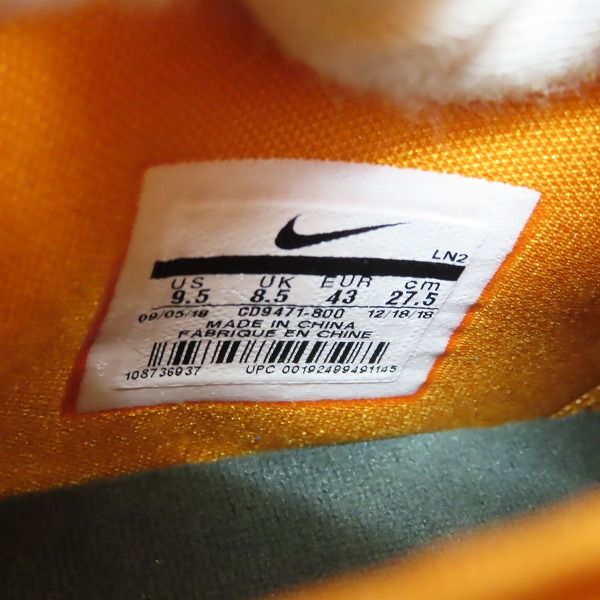 LN2
US UK EUR cm
9.5 8.5 43 27.5
09/05/18 CD9471-800 12/18/18
MADE IN CHINA
FABRIQUE EN CHINE
108736937 UPC 00192499491145